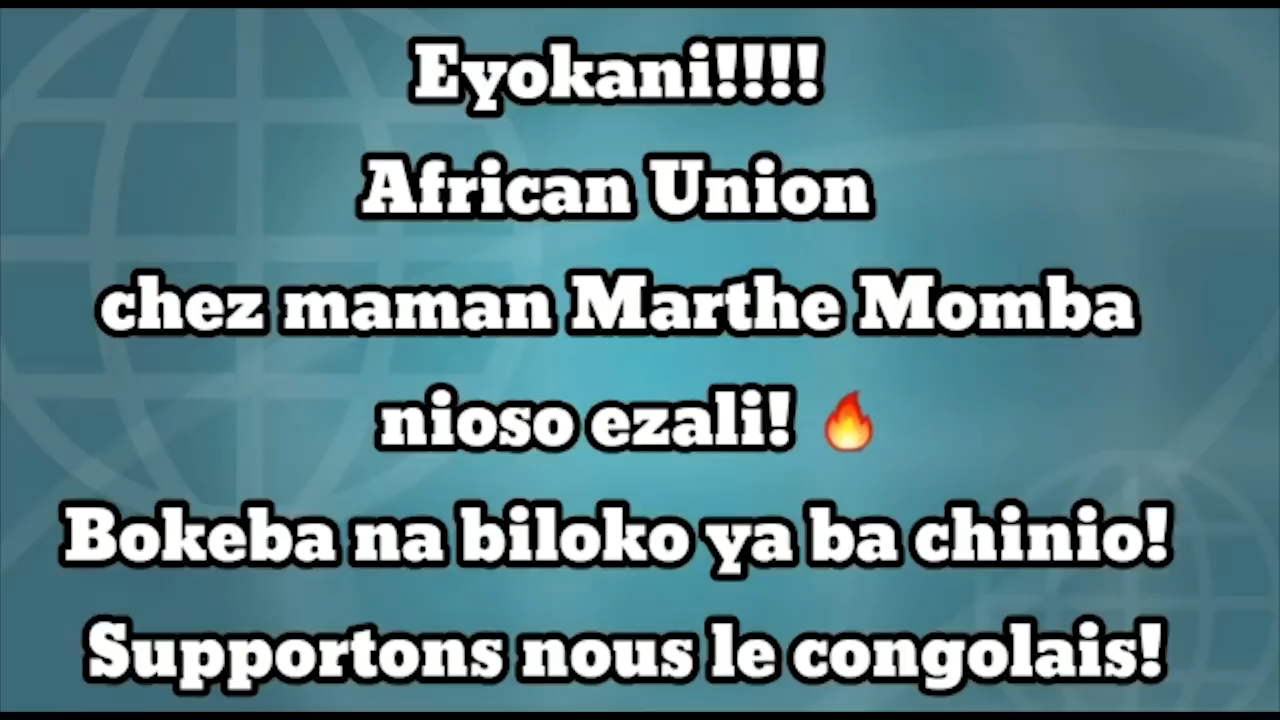 Eyokani!!!!
African Union
chez maman Marthe Momba
nioso ezali! 🔥
Bokeba na biloko ya ba chinio!
Supportons nous le congolais!